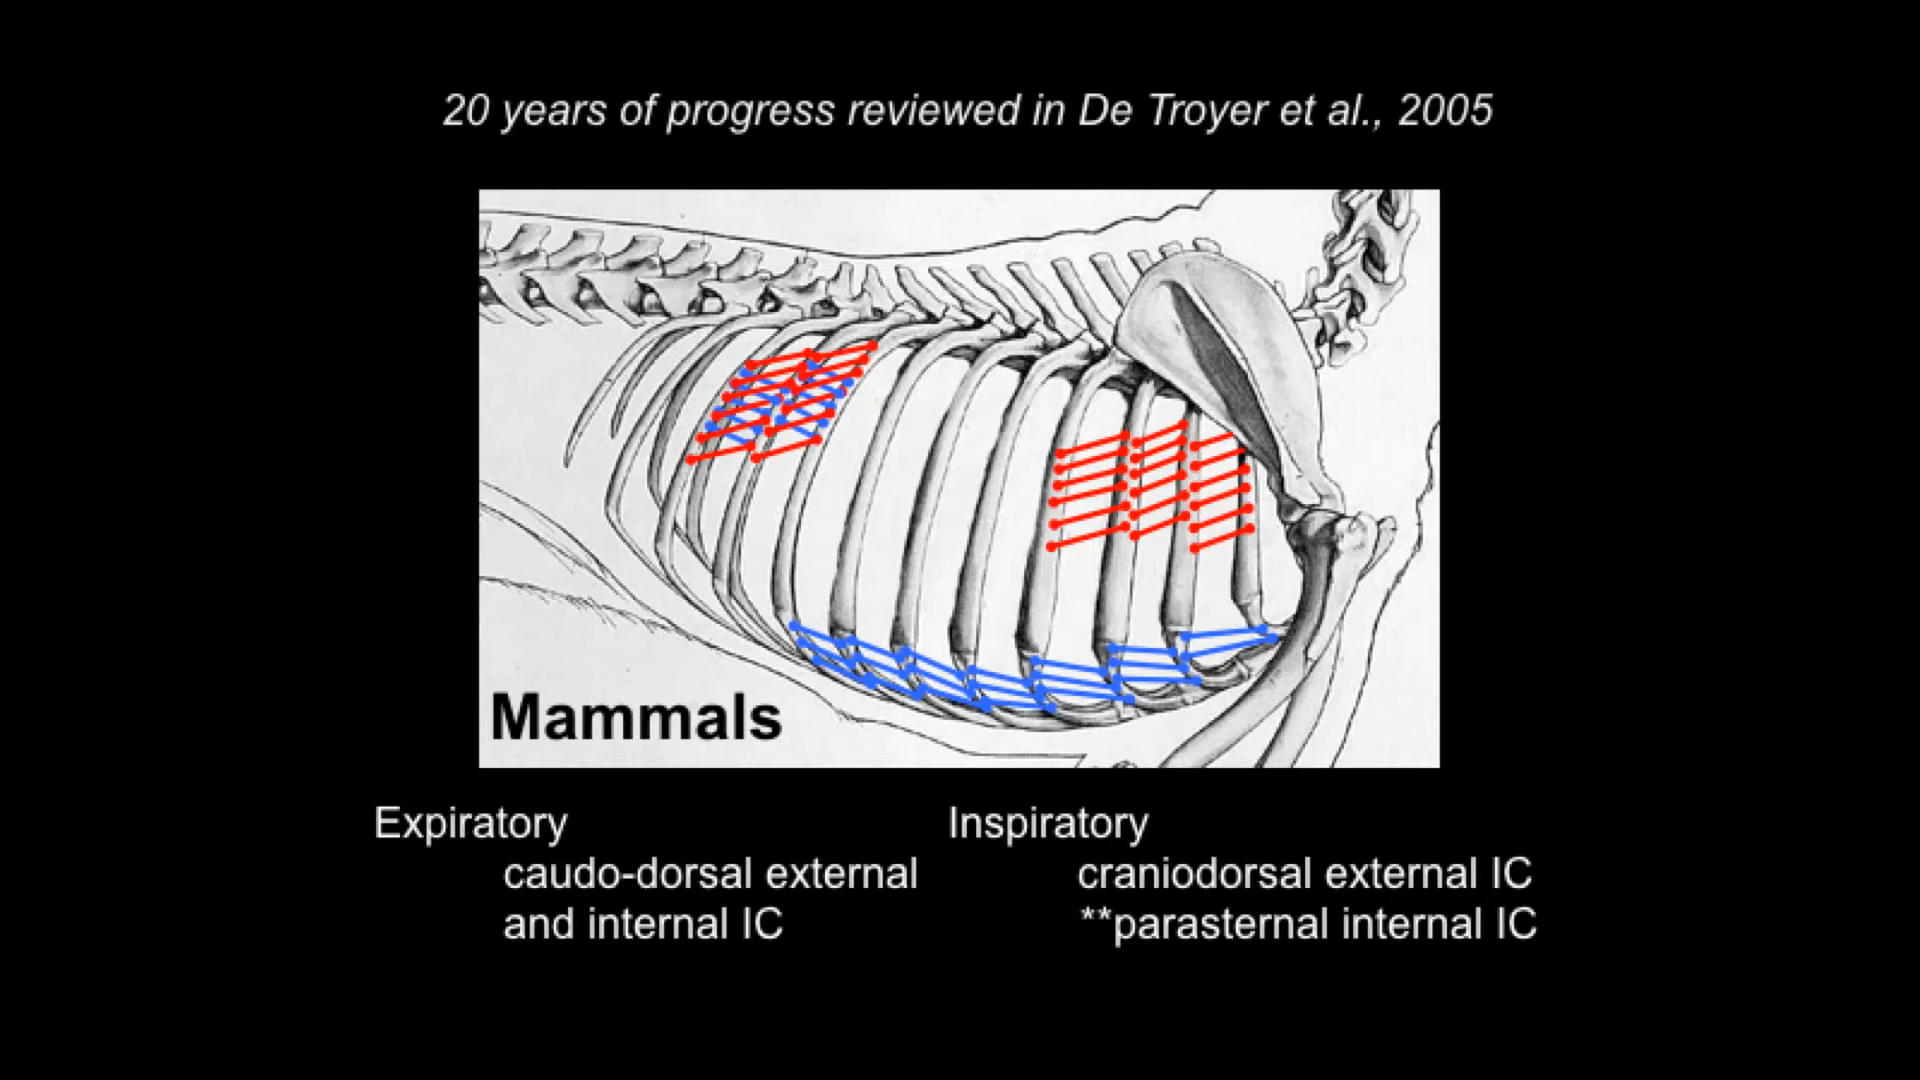 20 years of progress reviewed in De Troyer et al., 2005
Mammals
Expiratory
caudo-dorsal external
and internal IC
Inspiratory
craniodorsal external IC
**parasternal internal IC